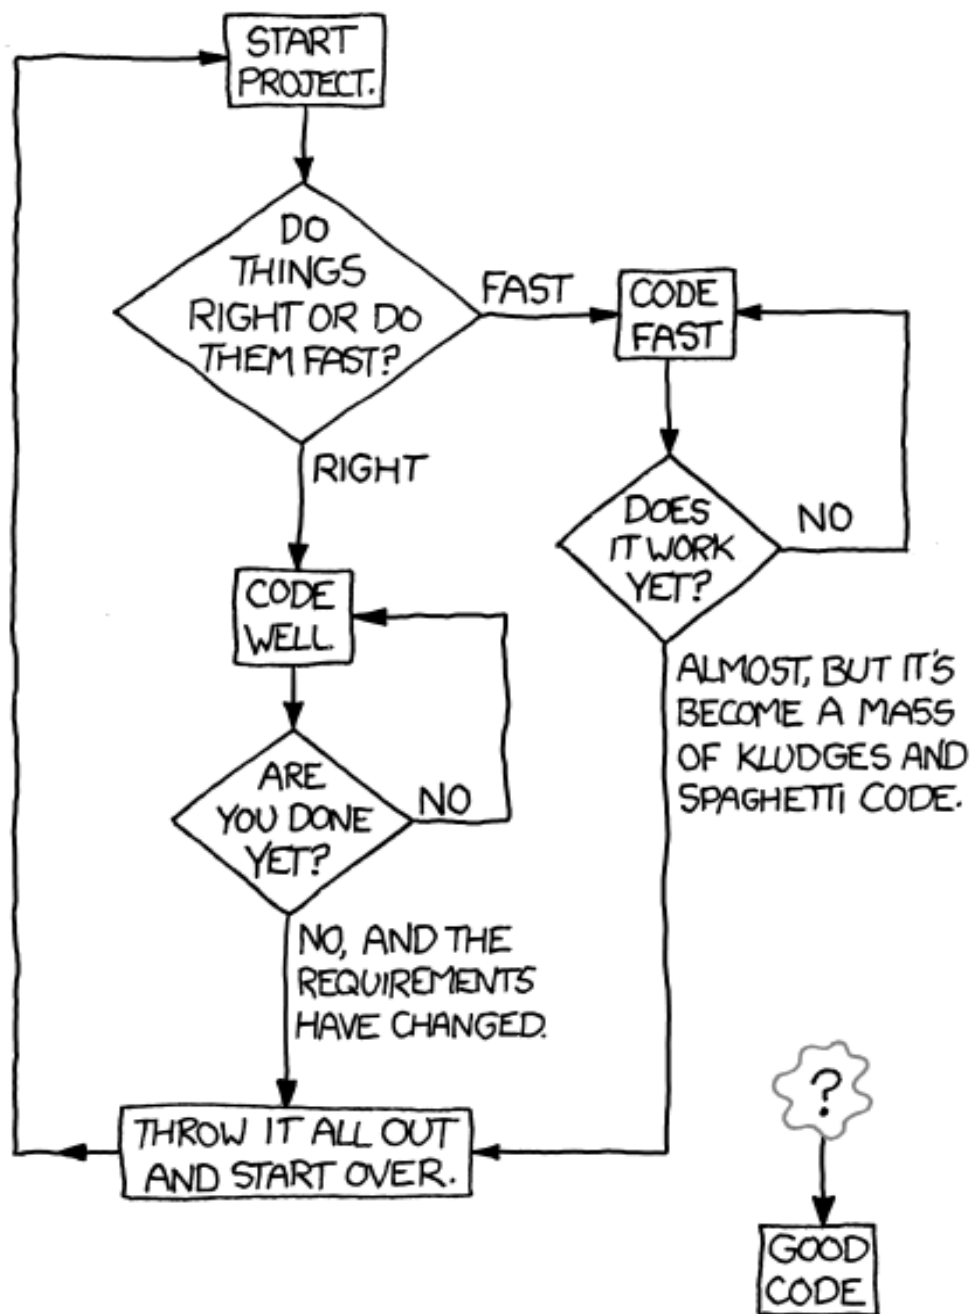 START
PROJECT.
DO
THINGS
RIGHT OR DO
THEM FAST?
FAST
CODE
FAST
RIGHT
DOES
IT WORK
YET?
NO
CODE
WELL.
ALMOST, BUT IT'S
BECOME A MASS
OF KLUDGES AND
SPAGHETTI CODE.
ARE
YOU DONE
YET?
NO
NO, AND THE
REQUIREMENTS
HAVE CHANGED.
THROW IT ALL OUT
AND START OVER.
?
GOOD
CODE